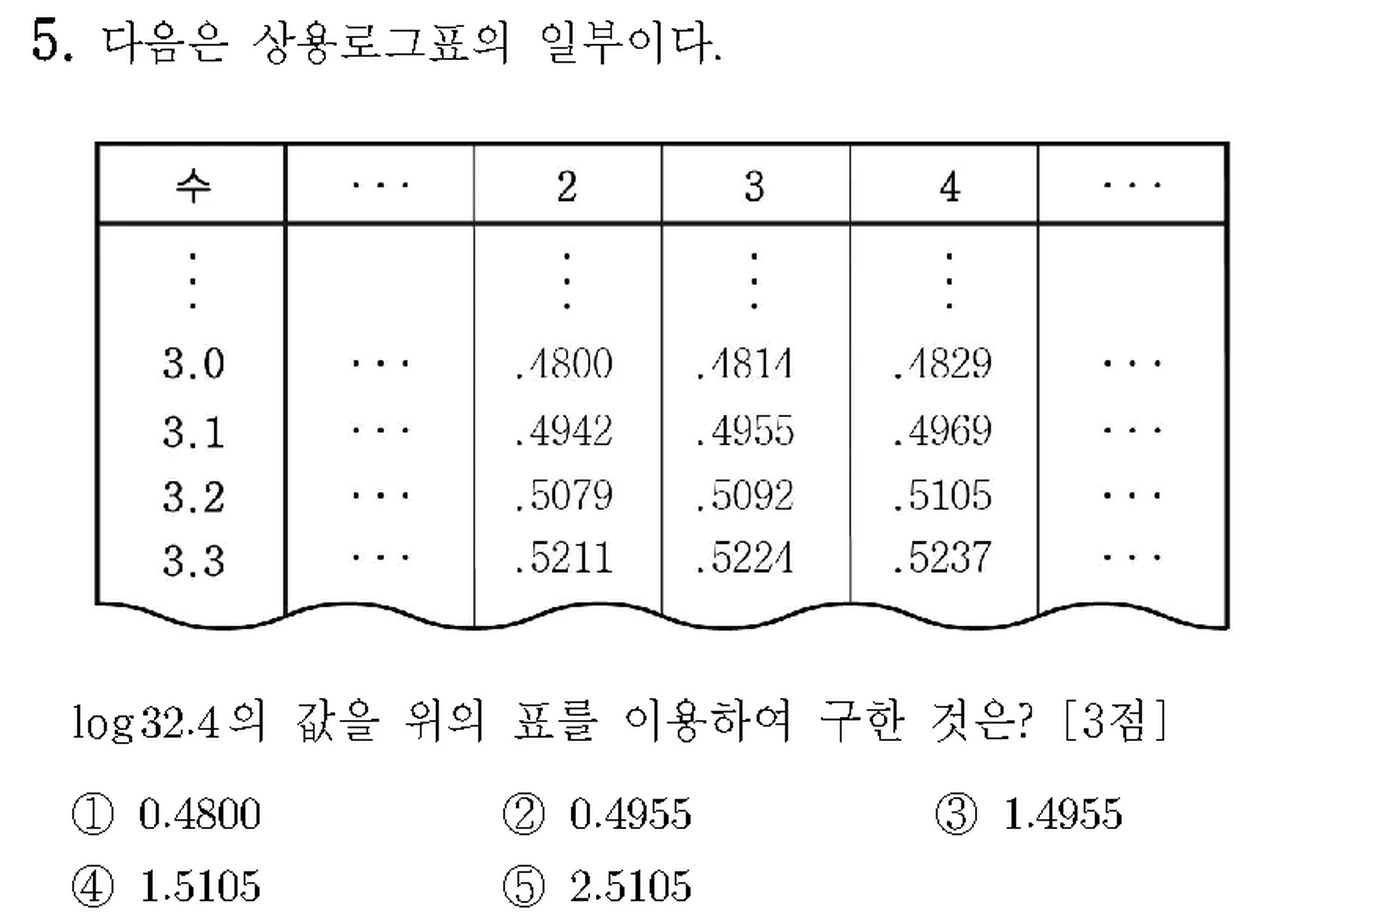 5. 다음은 상용로그표의 일부이다.
수 ··· 2 3 4 ···
⋮ ⋮ ⋮ ⋮
3.0 ··· .4800 .4814 .4829 ···
3.1 ··· .4942 .4955 .4969 ···
3.2 ··· .5079 .5092 .5105 ···
3.3 ··· .5211 .5224 .5237 ···
log32.4의 값을 위의 표를 이용하여 구한 것은? [3점]
① 0.4800 ② 0.4955 ③ 1.4955
④ 1.5105 ⑤ 2.5105